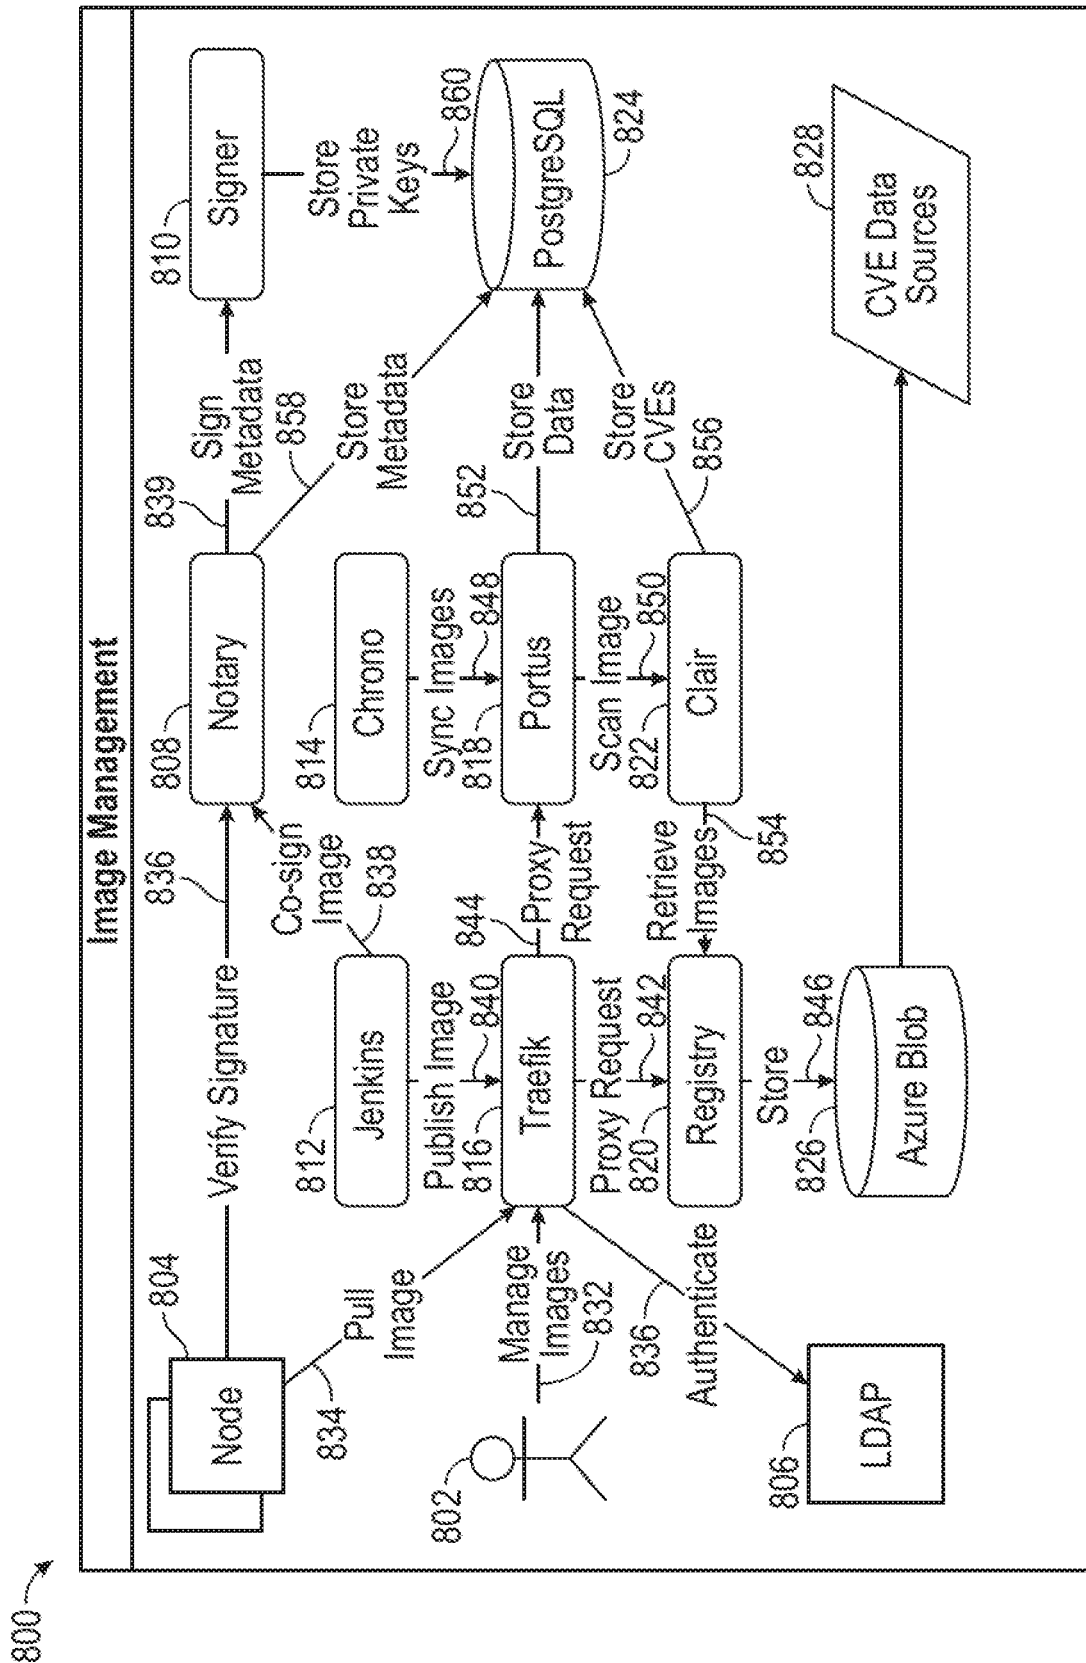 800
Image Management
Node
804
Verify Signature
836
Notary
808
839
Sign
Metadata
Signer
810
834
Pull
Image
Jenkins
812
Co-sign
Image
838
Chrono
814
858
Store
Metadata
Store
Private
Keys
860
Publish Image
840
Sync Images
848
802
Manage
Images
832
Traefik
816
844
Proxy
Request
Portus
818
852
Store
Data
PostgreSQL
824
836
Authenticate
Proxy Request
842
Scan Image
850
Store
CVEs
856
Registry
820
Retrieve
Images
854
Clair
822
LDAP
806
Store
846
Azure Blob
826
CVE Data
Sources
828